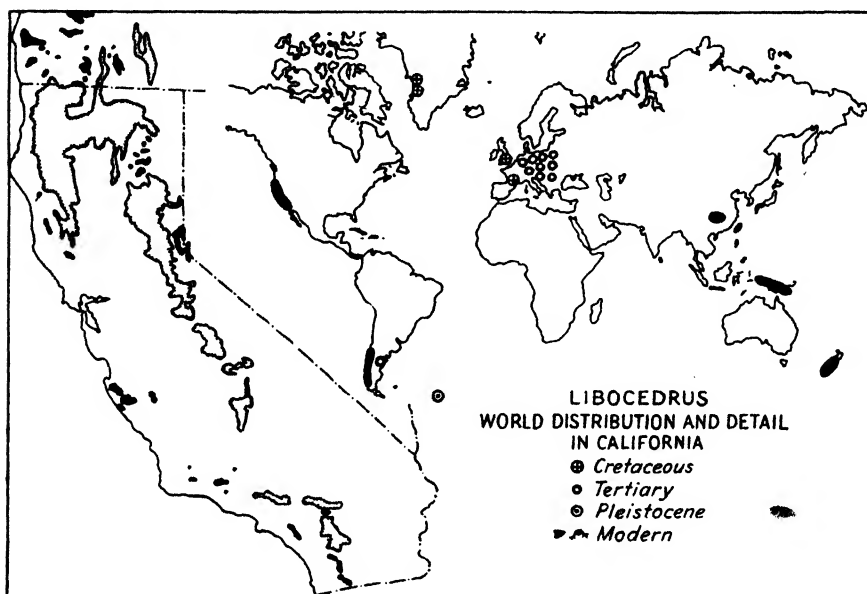 LIBOCEDRUS
WORLD DISTRIBUTION AND DETAIL
IN CALIFORNIA
Cretaceous
Tertiary
Pleistocene
Modern